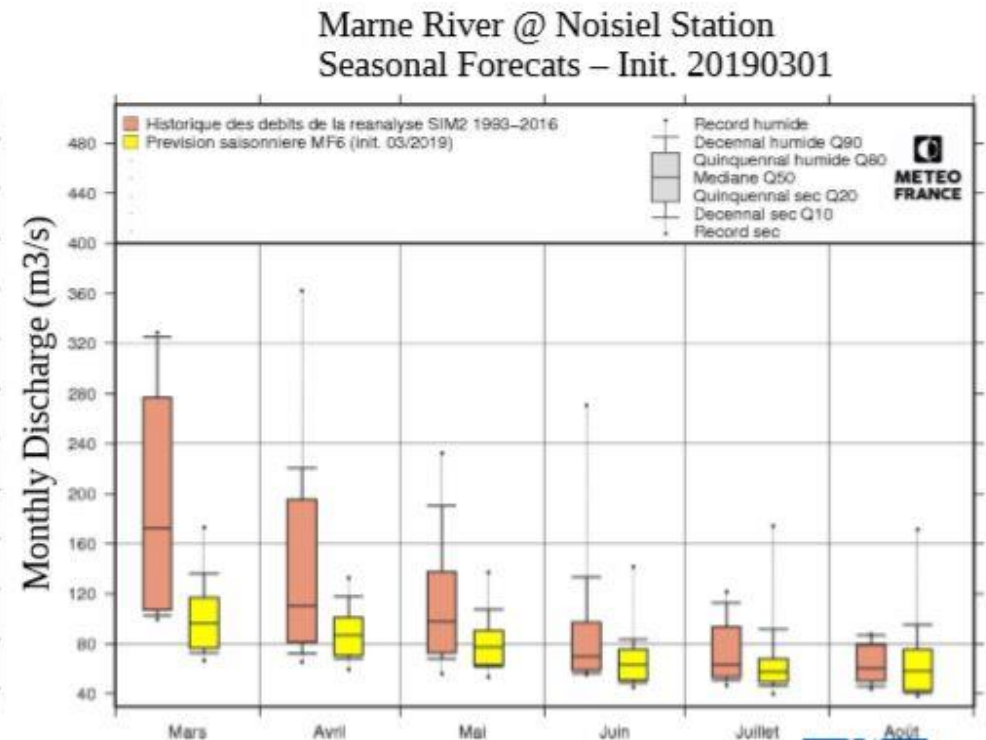 Marne River @ Noisiel Station
Seasonal Forecats – Init. 20190301
Monthly Discharge (m3/s)
Historique des debits de la reanalyse SIM2 1993–2016
Prevision saisonniere MF6 (init. 03/2019)
Record humide
Decennal humide Q90
Quinquennal humide Q80
Mediane Q50
Quinquennal sec Q20
Decennal sec Q10
Record sec
METEO
FRANCE
480
440
400
360
320
280
240
200
160
120
80
40
Mars Avril Mai Juin Juillet Août